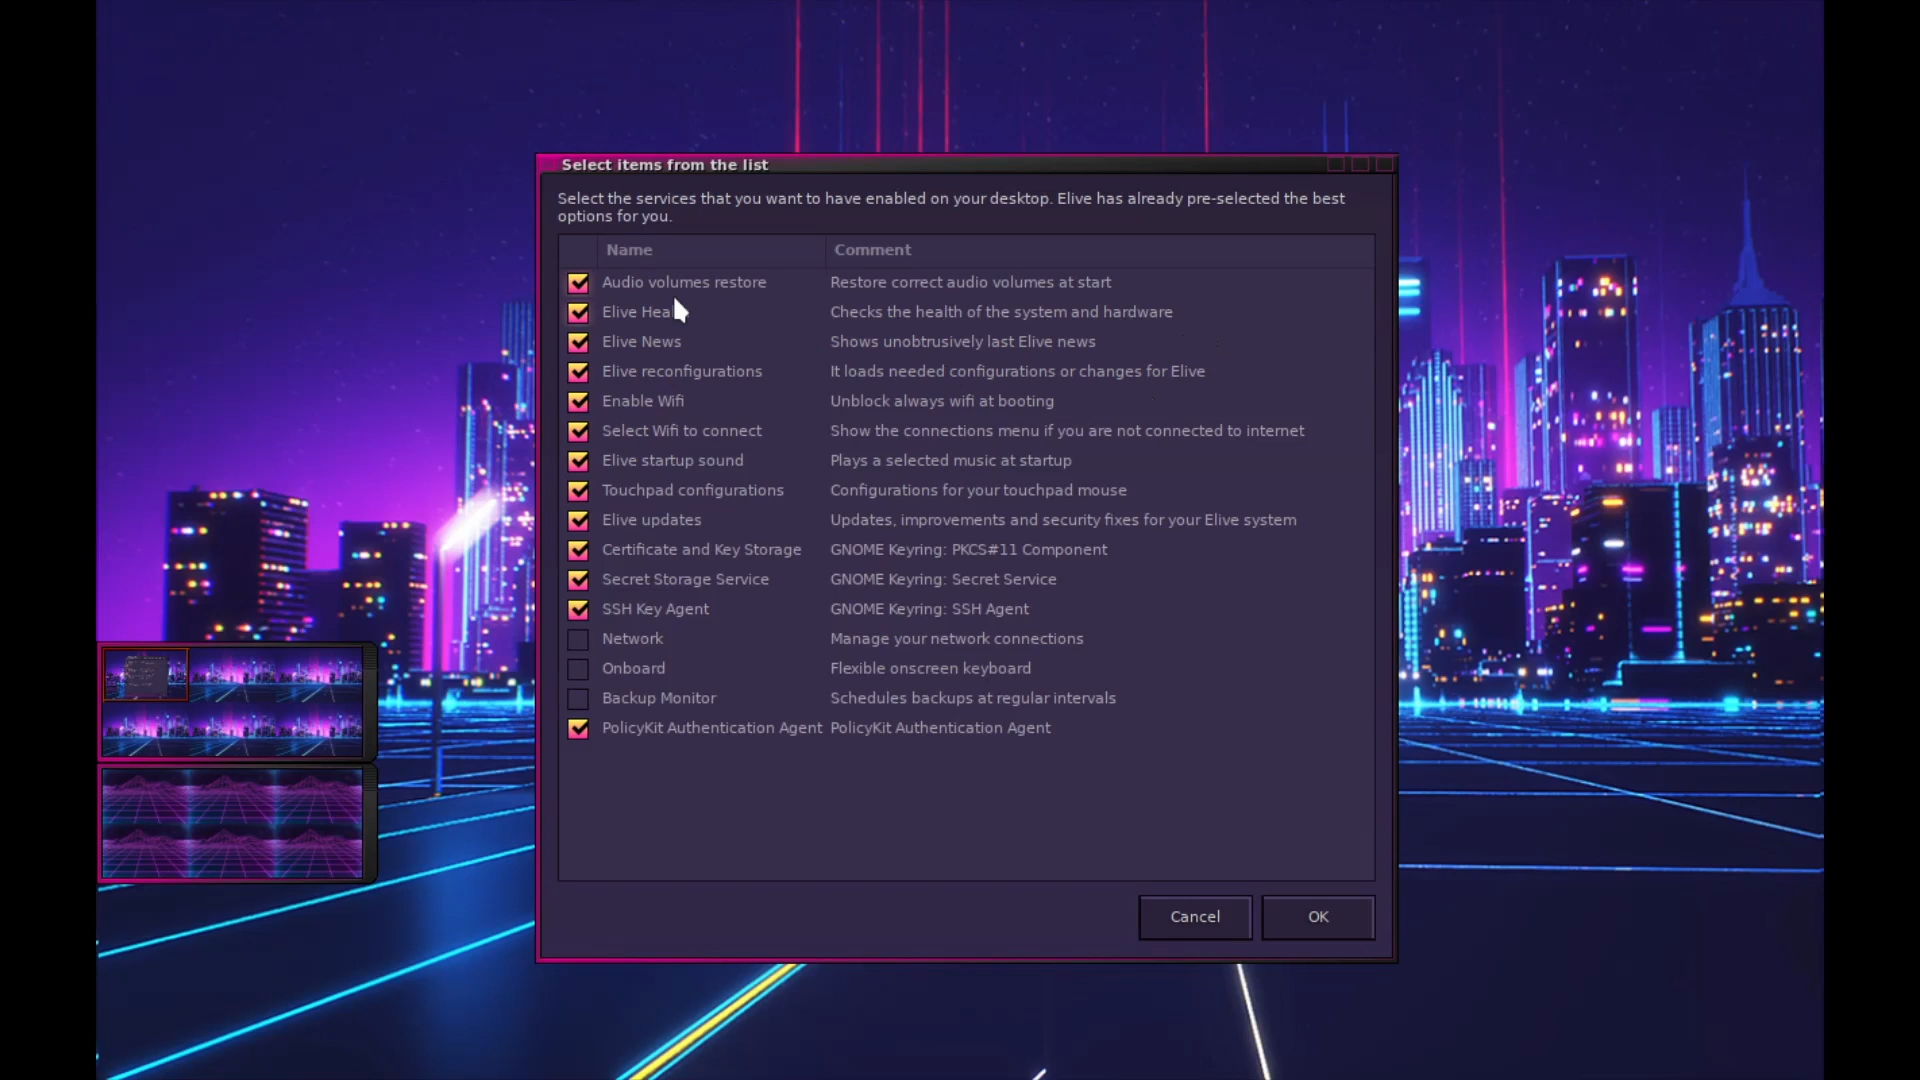 Select items from the list
Select the services that you want to have enabled on your desktop. Elive has already pre-selected the best
options for you.
Name Comment
Audio volumes restore Restore correct audio volumes at start
Elive Checks the health of the system and hardware
Elive News Shows unobtrusively last Elive news
Elive reconfigurations It loads needed configurations or changes for Elive
Enable Wifi Unblock always wifi at booting
Select Wifi to connect Show the connections menu if you are not connected to internet
Elive startup sound Plays a selected music at startup
Touchpad configurations Configurations for your touchpad mouse
Elive updates Updates, improvements and security fixes for your Elive system
Certificate and Key Storage GNOME Keyring: PKCS#11 Component
Secret Storage Service GNOME Keyring: Secret Service
SSH Key Agent GNOME Keyring: SSH Agent
Network Manage your network connections
Onboard Flexible onscreen keyboard
Backup Monitor Schedules backups at regular intervals
PolicyKit Authentication Agent PolicyKit Authentication Agent
Cancel OK